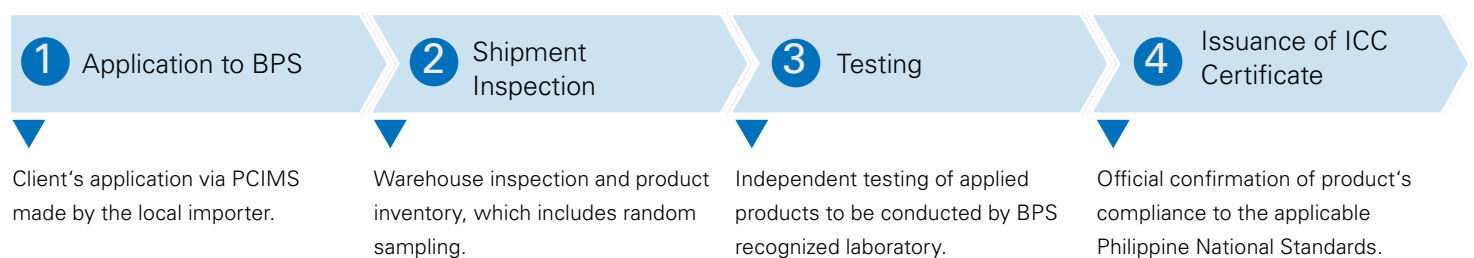 1 Application to BPS
2 Shipment
Inspection
3 Testing
4 Issuance of ICC
Certificate
Client‘s application via PCIMS
made by the local importer.
Warehouse inspection and product
inventory, which includes random
sampling.
Independent testing of applied
products to be conducted by BPS
recognized laboratory.
Official confirmation of product‘s
compliance to the applicable
Philippine National Standards.